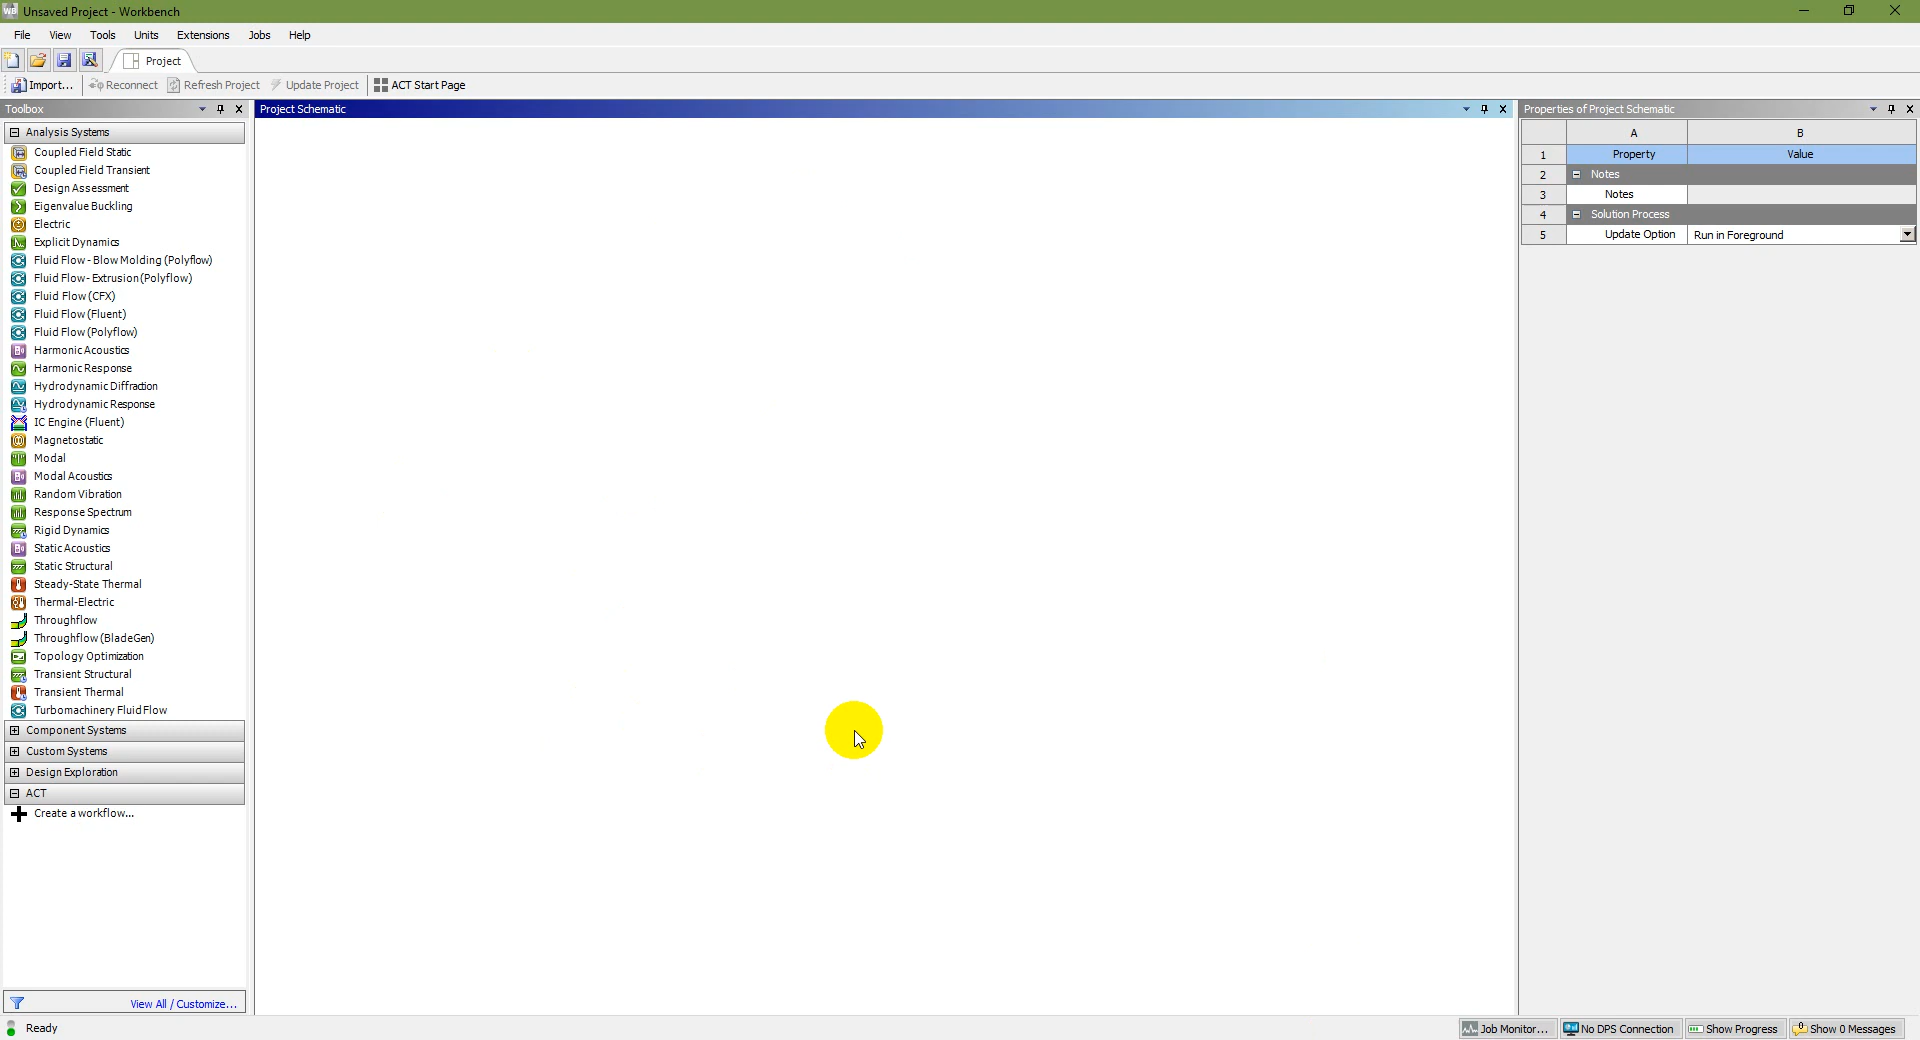 Unsaved Project - Workbench
File View Tools Units Extensions Jobs Help
Project
Import... Reconnect Refresh Project Update Project ACT Start Page
Toolbox
Analysis Systems
Coupled Field Static
Coupled Field Transient
Design Assessment
Eigenvalue Buckling
Electric
Explicit Dynamics
Fluid Flow - Blow Molding (Polyflow)
Fluid Flow - Extrusion (Polyflow)
Fluid Flow (CFX)
Fluid Flow (Fluent)
Fluid Flow (Polyflow)
Harmonic Acoustics
Harmonic Response
Hydrodynamic Diffraction
Hydrodynamic Response
IC Engine (Fluent)
Magnetostatic
Modal
Modal Acoustics
Random Vibration
Response Spectrum
Rigid Dynamics
Static Acoustics
Static Structural
Steady-State Thermal
Thermal-Electric
Throughflow
Throughflow (BladeGen)
Topology Optimization
Transient Structural
Transient Thermal
Turbomachinery Fluid Flow
Component Systems
Custom Systems
Design Exploration
ACT
Create a workflow...
View All / Customize...
Project Schematic
Properties of Project Schematic
A B
1 Property Value
2 Notes
3 Notes
4 Solution Process
5 Update Option Run in Foreground
Ready
Job Monitor... No DPS Connection Show Progress Show 0 Messages